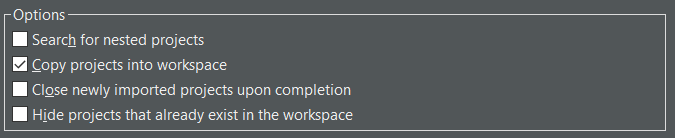 Options
Search for nested projects
Copy projects into workspace
Close newly imported projects upon completion
Hide projects that already exist in the workspace